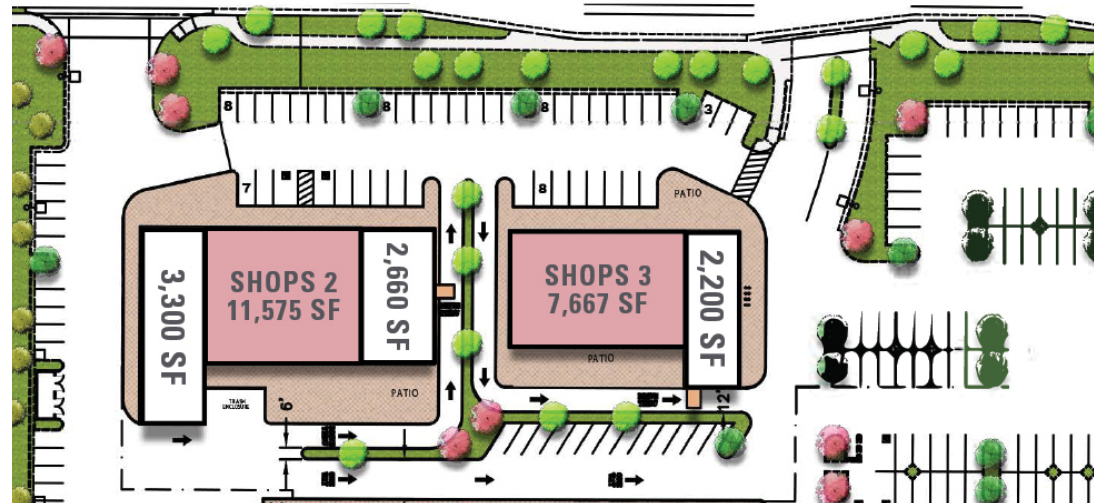 8
8
8
3
7
8
PATIO
3,300 SF
SHOPS 2
11,575 SF
2,660 SF
SHOPS 3
7,667 SF
2,200 SF
PATIO
PATIO
TRASH
ENCLOSURE
6'
12'